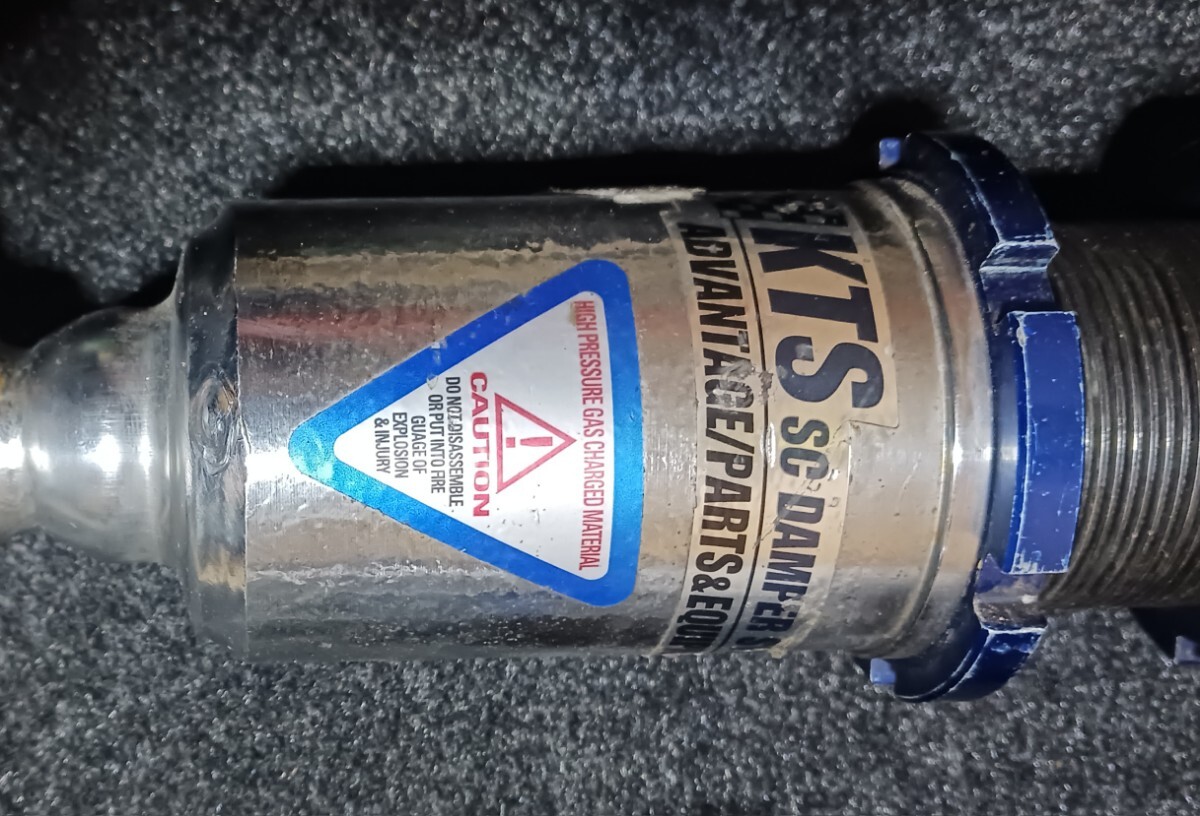 KTS SC DAMPER
ADVANTAGE/PARTS&EQUI
HIGH PRESSURE GAS CHARGED MATERIAL
!
CAUTION
DO NOT DISASSEMBLE
OR PUT INTO FIRE
GUAGE OF
EXPLOSION
& INJURY